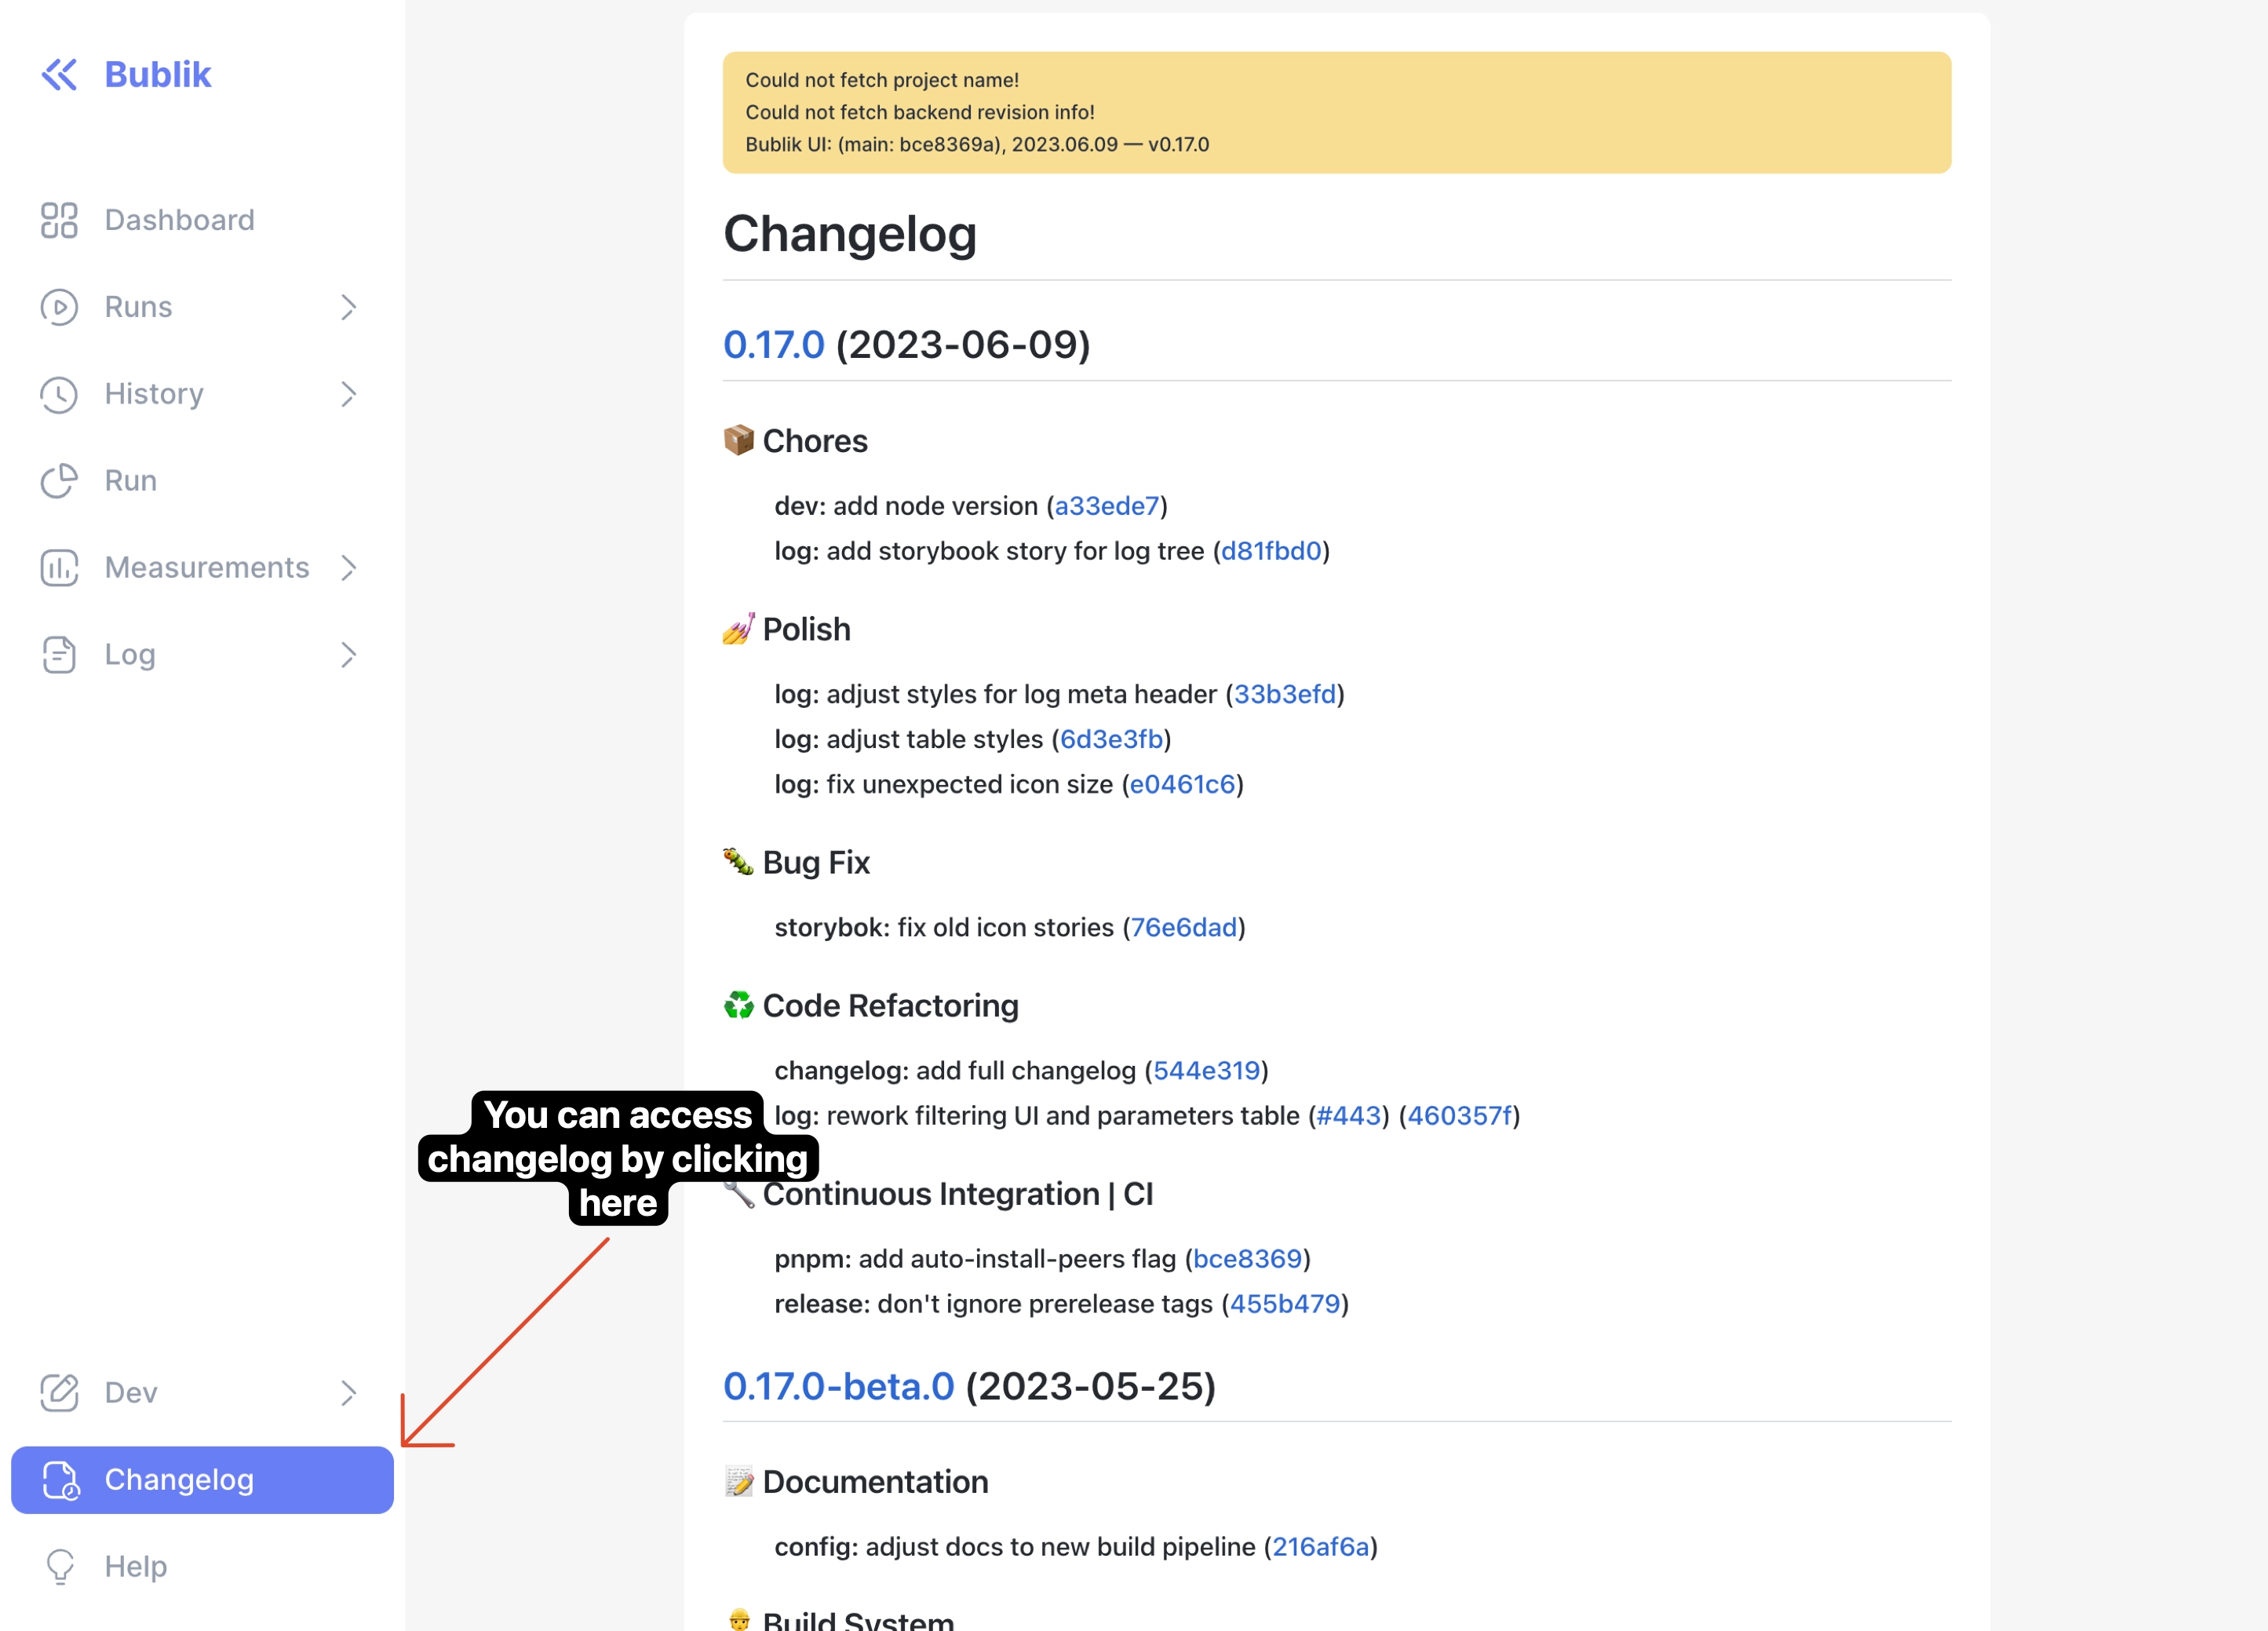 Bublik
Dashboard
Runs
History
Run
Measurements
Log
Dev
Changelog
Help
Could not fetch project name!
Could not fetch backend revision info!
Bublik UI: (main: bce8369a), 2023.06.09 — v0.17.0
Changelog
0.17.0 (2023-06-09)
📦 Chores
dev: add node version (a33ede7)
log: add storybook story for log tree (d81fbd0)
💅 Polish
log: adjust styles for log meta header (33b3efd)
log: adjust table styles (6d3e3fb)
log: fix unexpected icon size (e0461c6)
🐛 Bug Fix
storybok: fix old icon stories (76e6dad)
♻️ Code Refactoring
changelog: add full changelog (544e319)
log: rework filtering UI and parameters table (#443) (460357f)
🔧 Continuous Integration | CI
pnpm: add auto-install-peers flag (bce8369)
release: don't ignore prerelease tags (455b479)
0.17.0-beta.0 (2023-05-25)
📝 Documentation
config: adjust docs to new build pipeline (216af6a)
👷 Build System
You can access
changelog by clicking
here